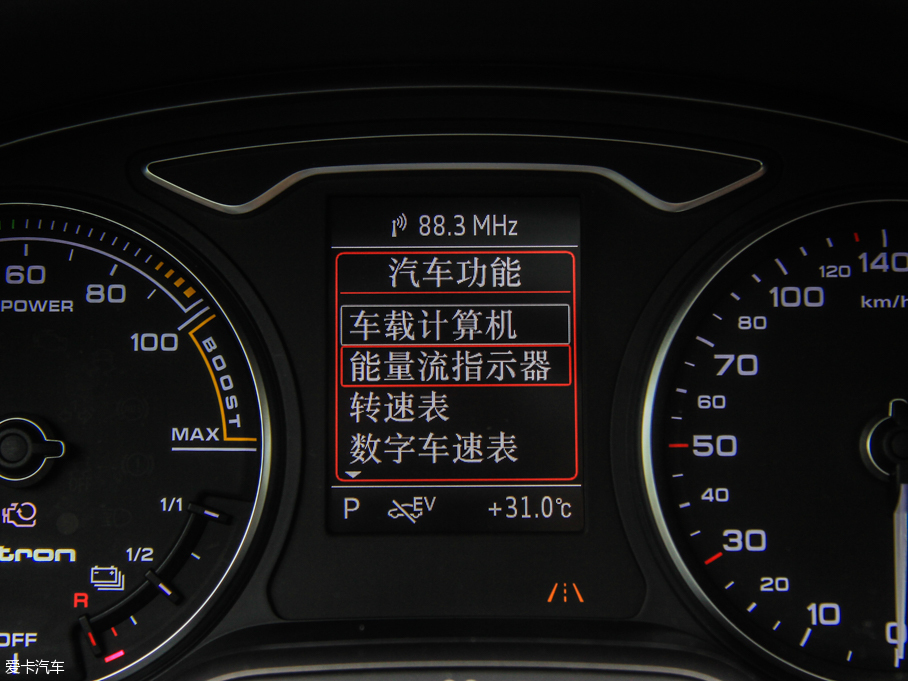 88.3 MHz
汽车功能
车载计算机
能量流指示器
转速表
数字车速表
P EV +31.0℃
60
80
POWER
100
BOOST
MAX
1/1
tron
1/2
R
OFF
140
120
100
km/h
80
70
60
50
40
30
20
10
0
爱卡汽车